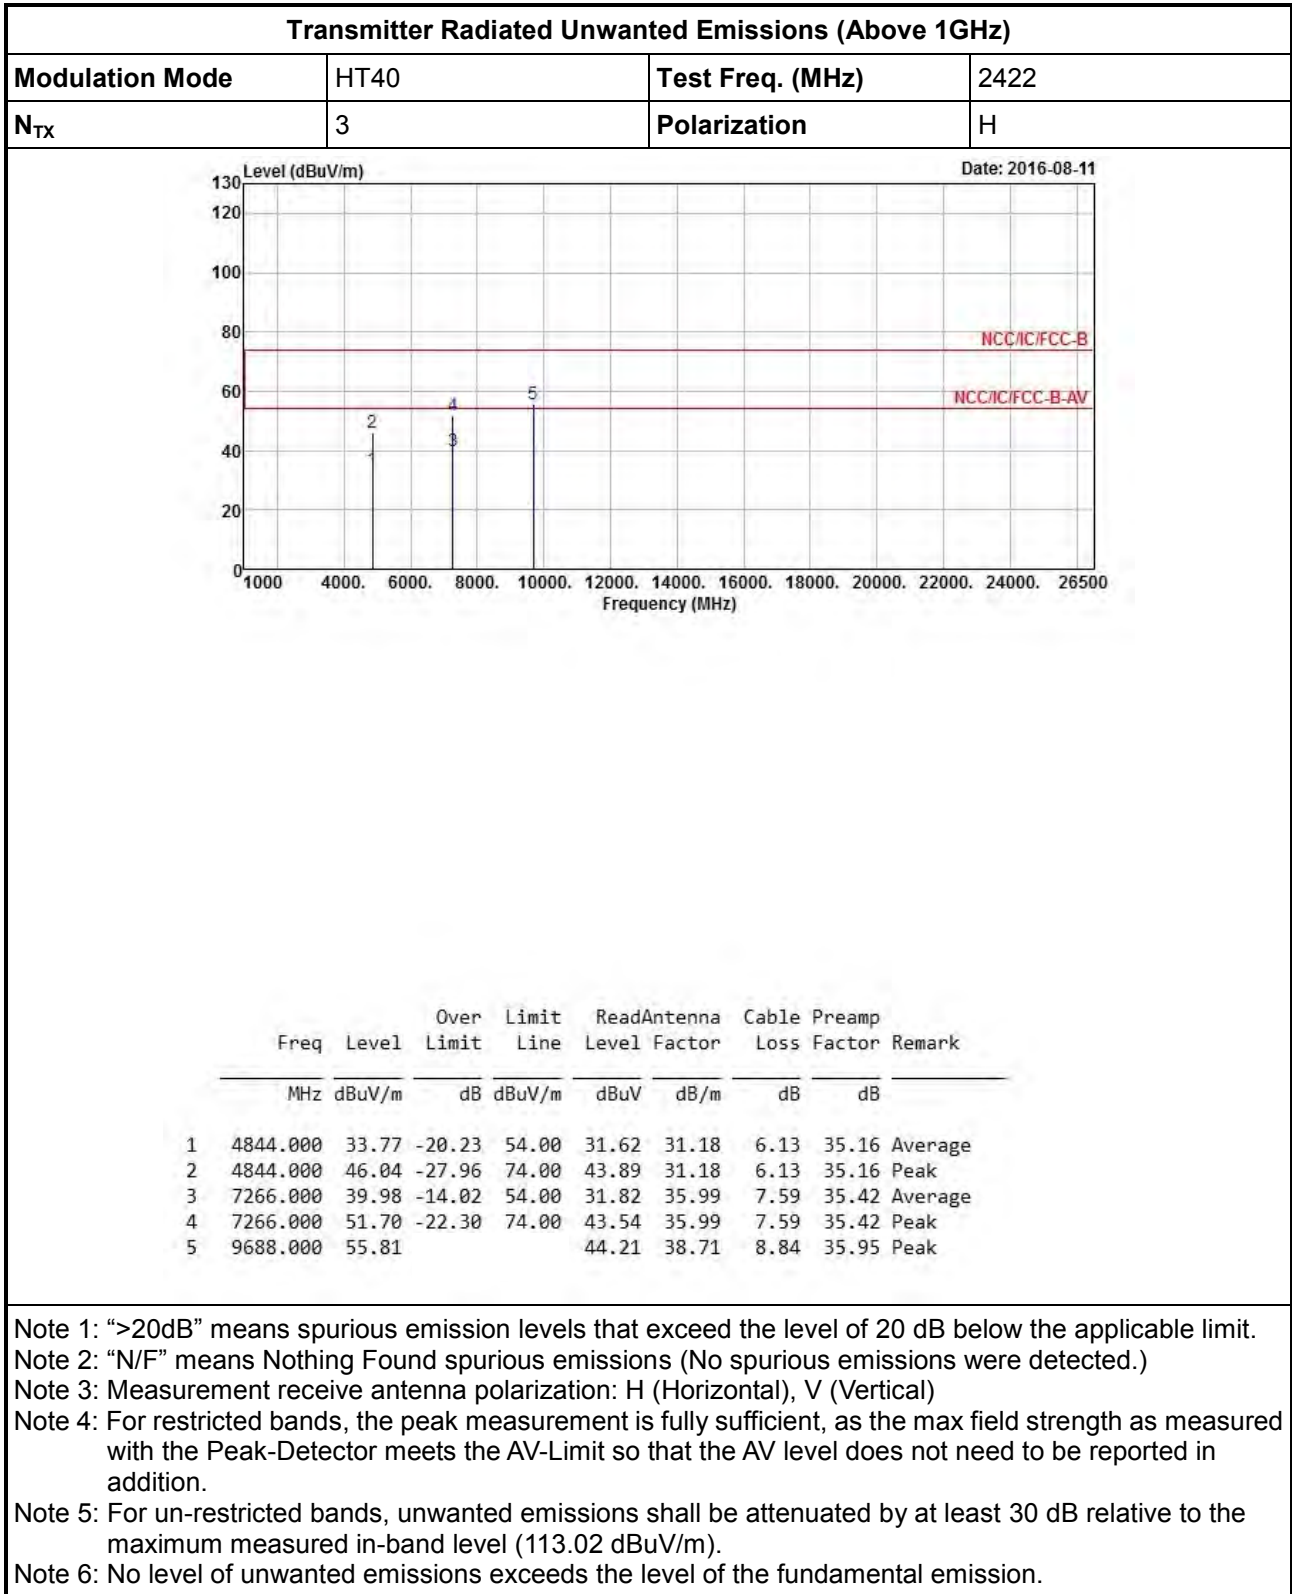 Transmitter Radiated Unwanted Emissions (Above 1GHz)
Modulation Mode HT40 Test Freq. (MHz) 2422
NTX 3 Polarization H
Level (dBuV/m) Date: 2016-08-11
130
120
100
80
60
40
20
0
NCC/IC/FCC-B
NCC/IC/FCC-B-AV
5
4
2
3
1
1000 4000. 6000. 8000. 10000. 12000. 14000. 16000. 18000. 20000. 22000. 24000. 26500
Frequency (MHz)
Over Limit ReadAntenna Cable Preamp
Freq Level Limit Line Level Factor Loss Factor Remark
MHz dBuV/m dB dBuV/m dBuV dB/m dB dB
1 4844.000 33.77 -20.23 54.00 31.62 31.18 6.13 35.16 Average
2 4844.000 46.04 -27.96 74.00 43.89 31.18 6.13 35.16 Peak
3 7266.000 39.98 -14.02 54.00 31.82 35.99 7.59 35.42 Average
4 7266.000 51.70 -22.30 74.00 43.54 35.99 7.59 35.42 Peak
5 9688.000 55.81 44.21 38.71 8.84 35.95 Peak
Note 1: “>20dB” means spurious emission levels that exceed the level of 20 dB below the applicable limit.
Note 2: “N/F” means Nothing Found spurious emissions (No spurious emissions were detected.)
Note 3: Measurement receive antenna polarization: H (Horizontal), V (Vertical)
Note 4: For restricted bands, the peak measurement is fully sufficient, as the max field strength as measured
with the Peak-Detector meets the AV-Limit so that the AV level does not need to be reported in
addition.
Note 5: For un-restricted bands, unwanted emissions shall be attenuated by at least 30 dB relative to the
maximum measured in-band level (113.02 dBuV/m).
Note 6: No level of unwanted emissions exceeds the level of the fundamental emission.